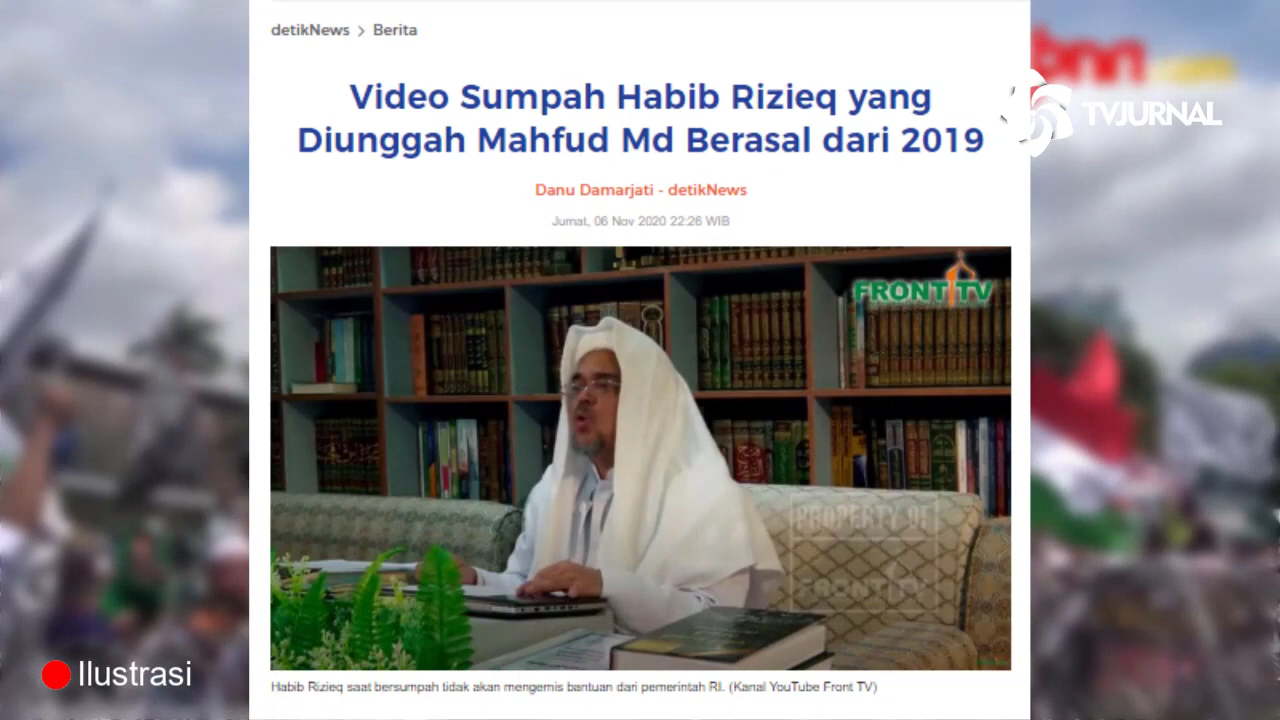 detikNews > Berita
Video Sumpah Habib Rizieq yang
Diunggah Mahfud Md Berasal dari 2019
Danu Damarjati - detikNews
Jumat, 06 Nov 2020 22:26 WIB
TVJURNAL
FRONT TV
PROPERTY OF
FRONT TV
Ilustrasi
Habib Rizieq saat bersumpah tidak akan mengemis bantuan dari pemerintah RI. (Kanal YouTube Front TV)